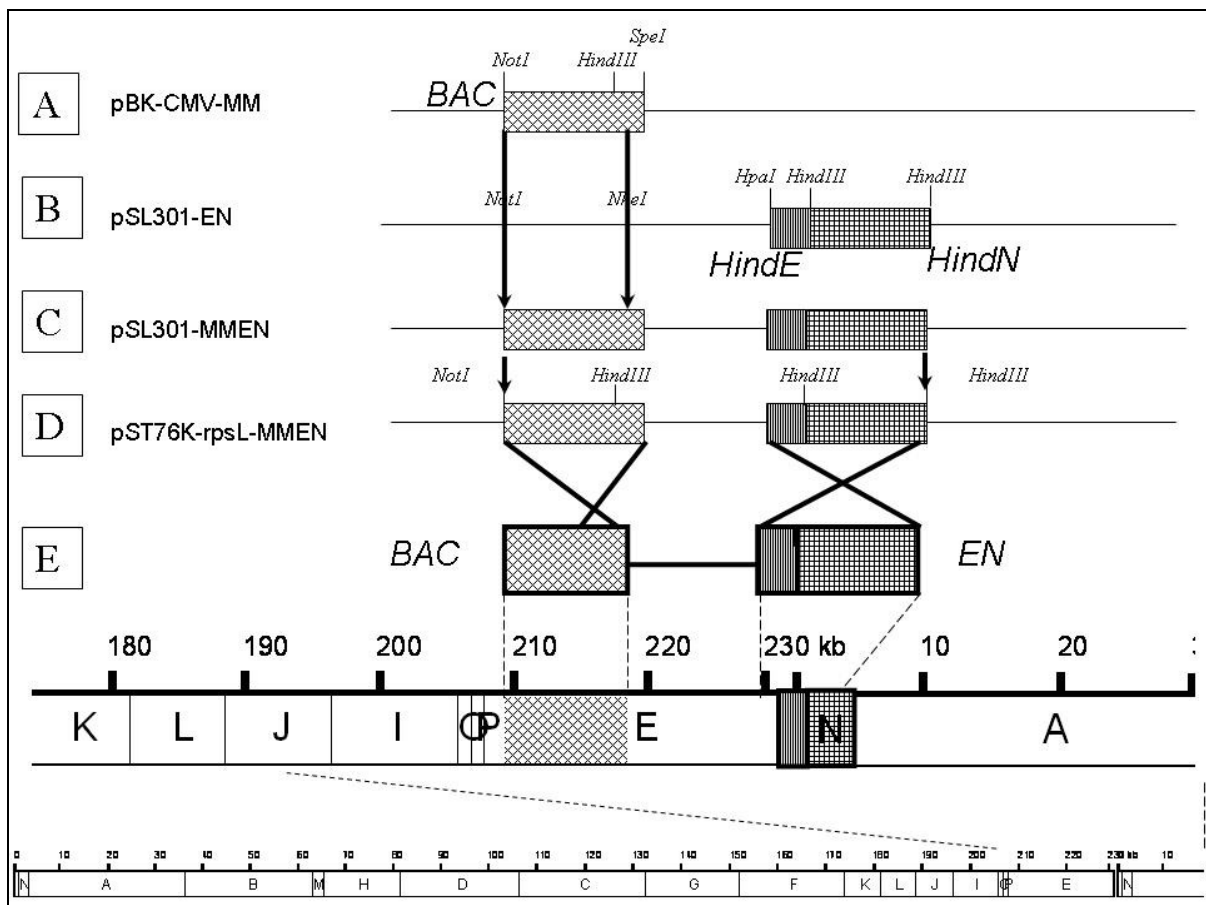 SpeI
NotI HindIII
A pBK-CMV-MM BAC
HpaI HindIII HindIII
B pSL301-EN NotI NheI
HindE HindN
C pSL301-MMEN
NotI HindIII HindIII HindIII
D pST76K-rpsL-MMEN
E BAC EN
180 190 200 210 220 230 kb 10 20
K L J I O P E N A
0 10 20 30 40 50 60 70 80 90 100 110 120 130 140 150 160 170 180 190 200 210 220 230 kb 10
N A B M H D C G F K L J I O P E N